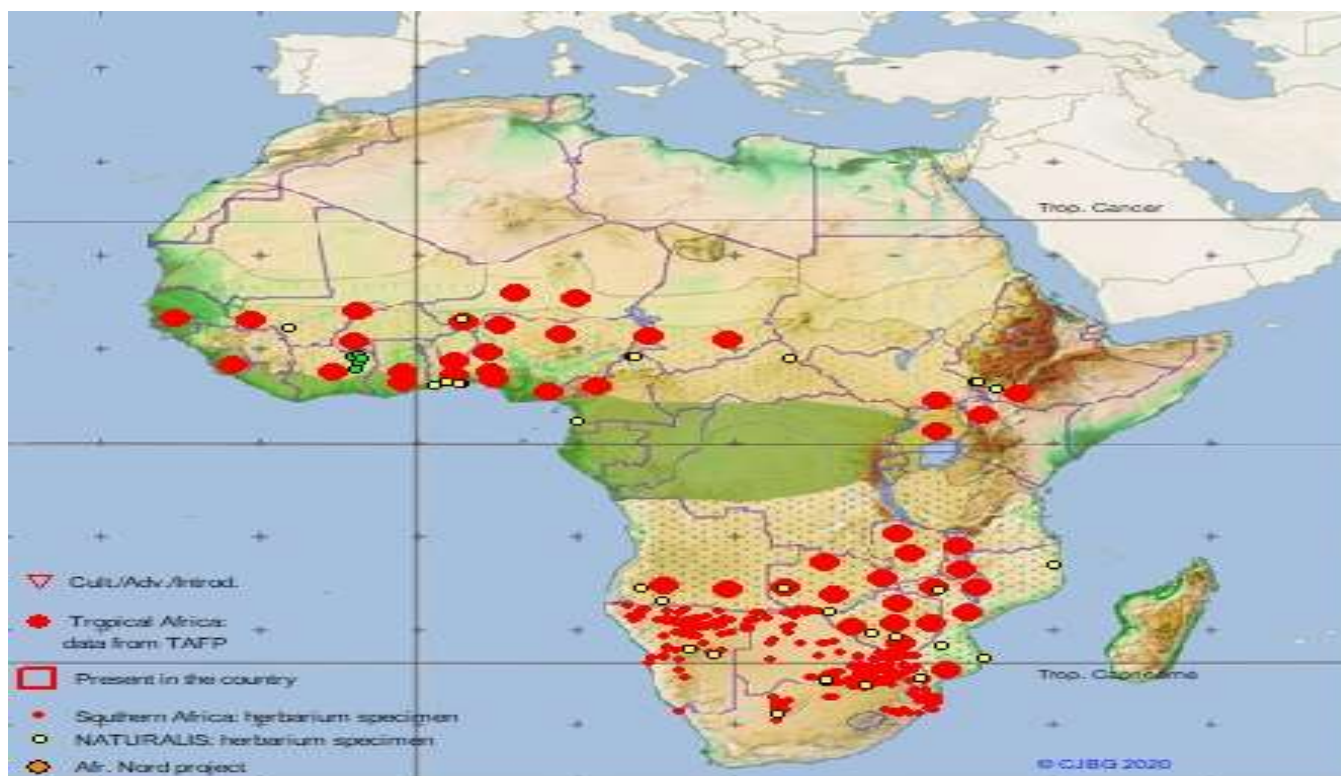 Trop. Cancer
Cult./Adv./Introd.
Tropical Africa:
data from TAFP
Trop. Capricorne
Present in the country
Southern Africa: herbarium specimen
NATURALIS: herbarium specimen
Afr. Nord project
© CJBG 2020